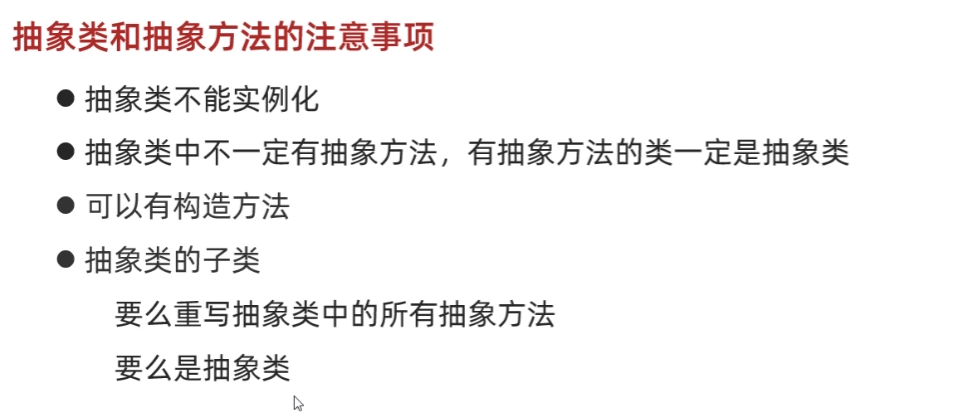 抽象类和抽象方法的注意事项
● 抽象类不能实例化
● 抽象类中不一定有抽象方法，有抽象方法的类一定是抽象类
● 可以有构造方法
● 抽象类的子类
要么重写抽象类中的所有抽象方法
要么是抽象类